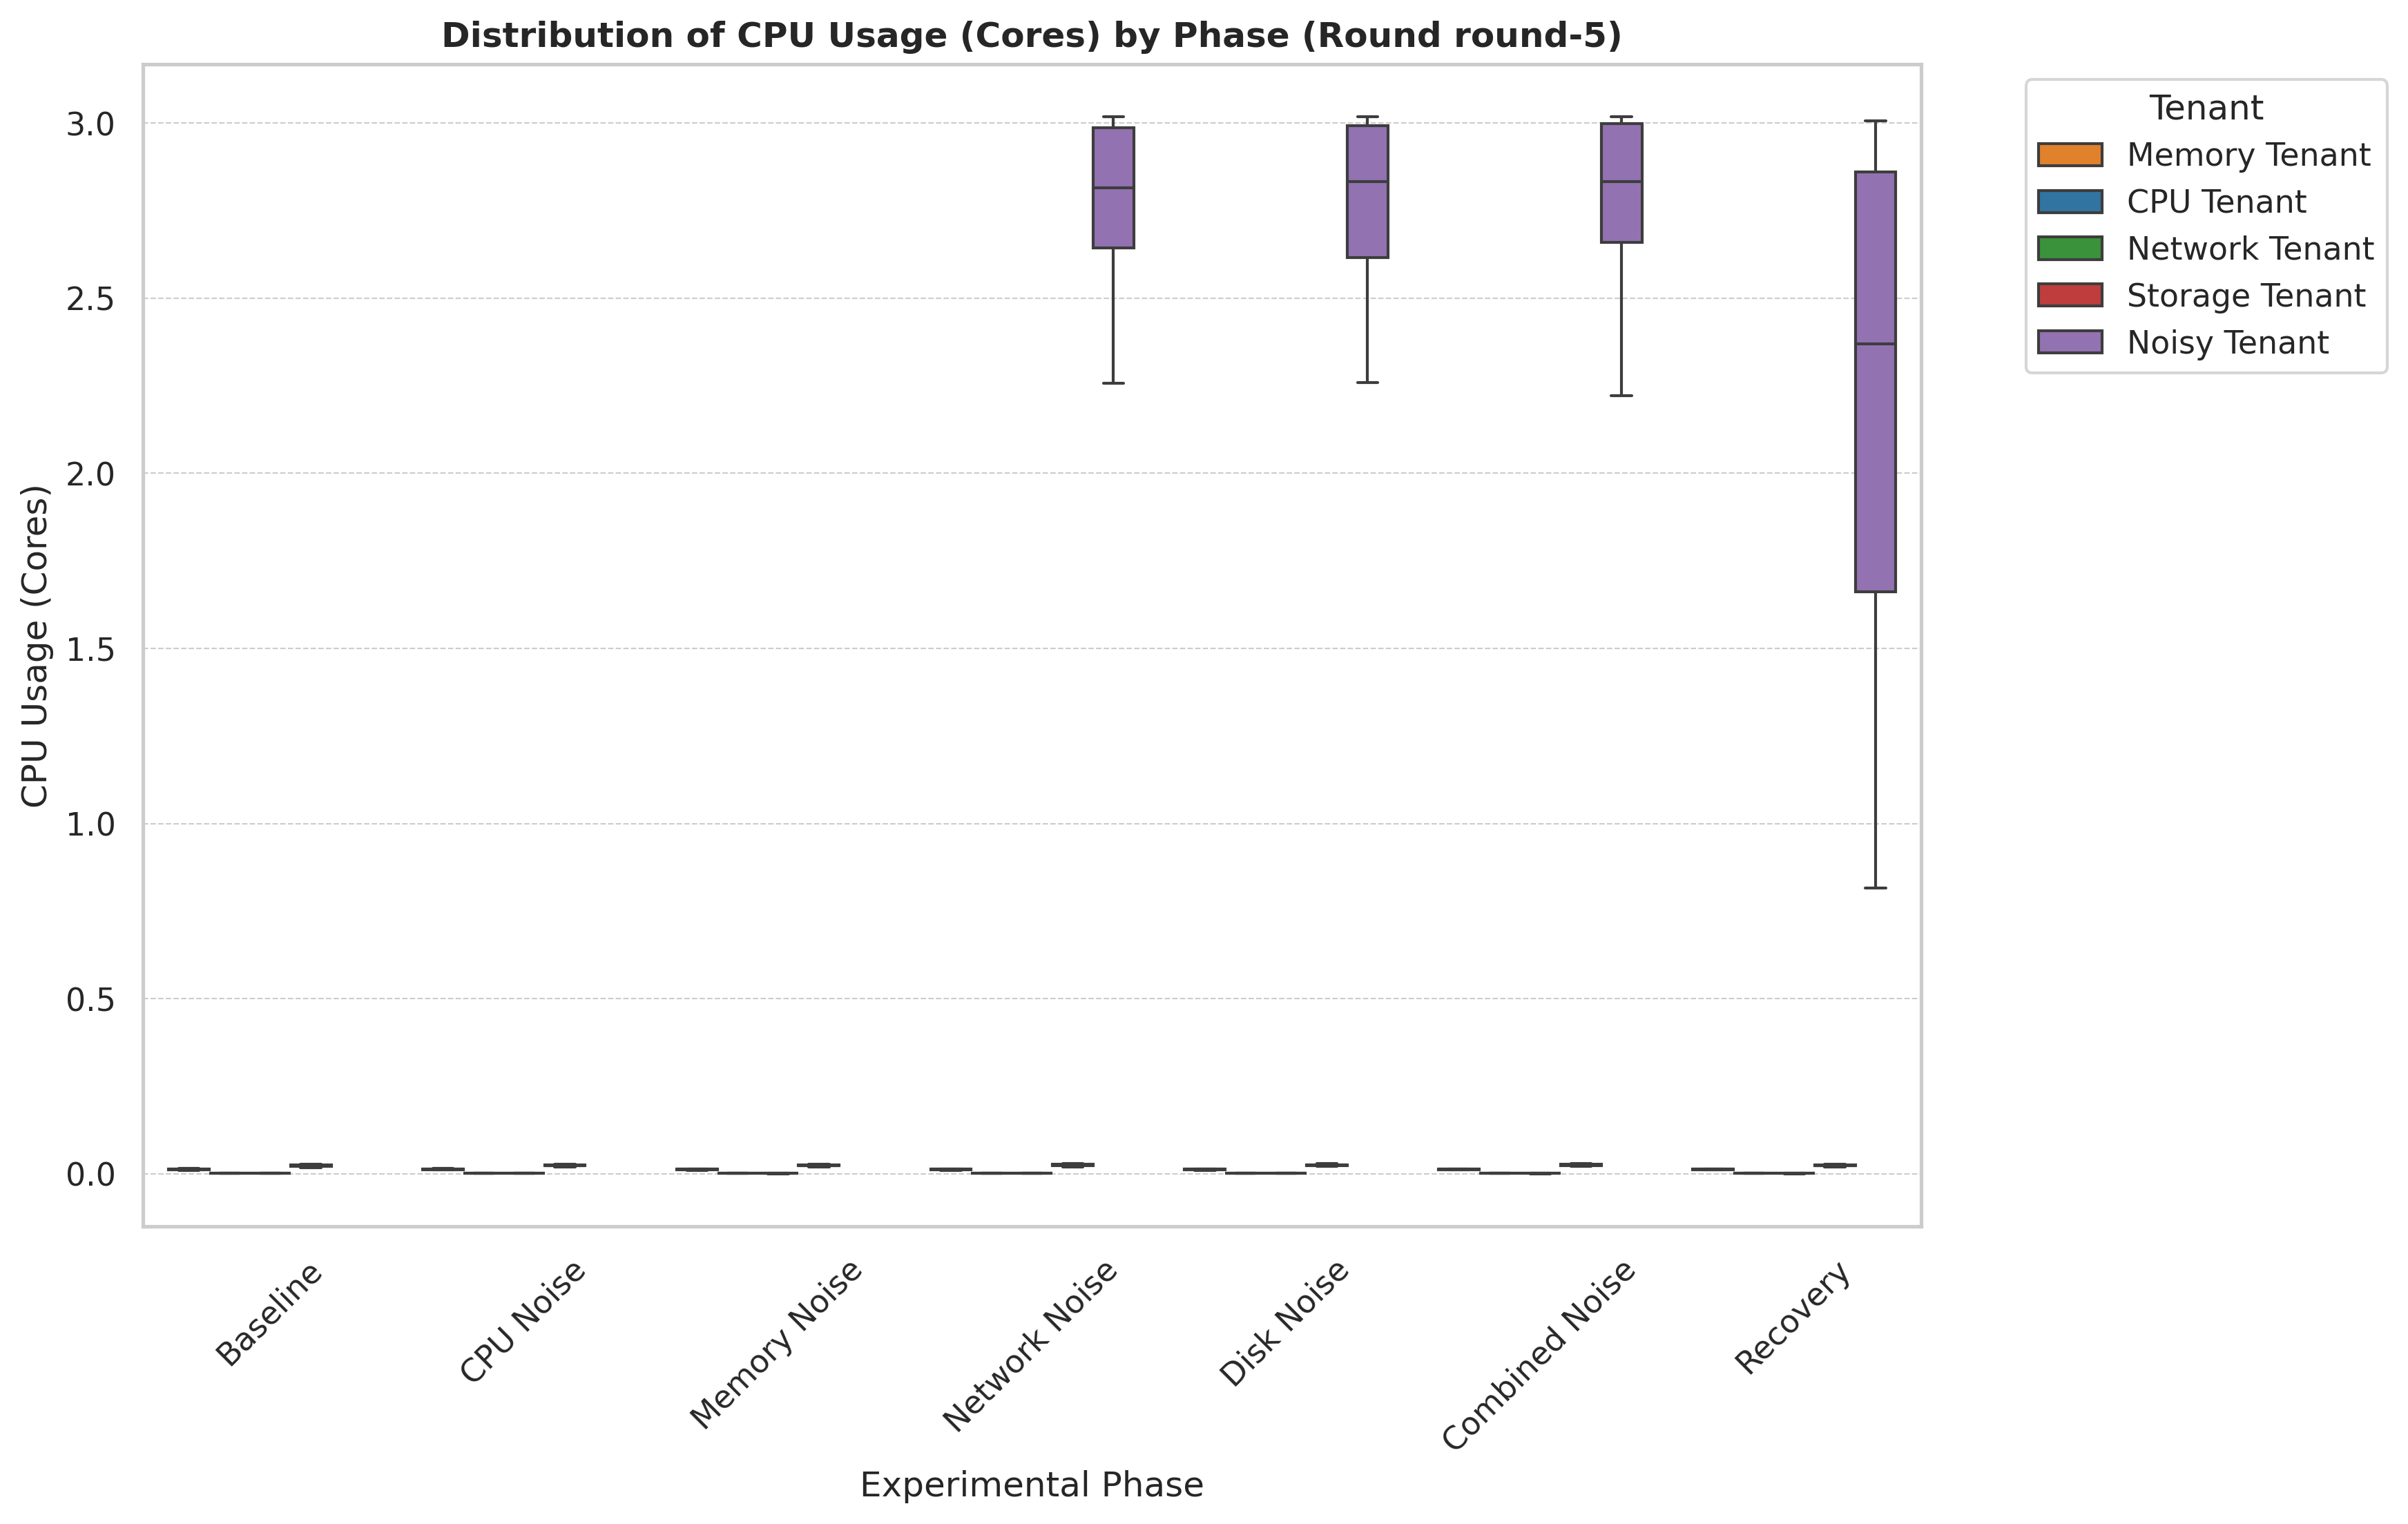 Distribution of CPU Usage (Cores) by Phase (Round round-5)
CPU Usage (Cores)
3.0
2.5
2.0
1.5
1.0
0.5
0.0
Baseline
CPU Noise
Memory Noise
Network Noise
Disk Noise
Combined Noise
Recovery
Experimental Phase
Tenant
Memory Tenant
CPU Tenant
Network Tenant
Storage Tenant
Noisy Tenant